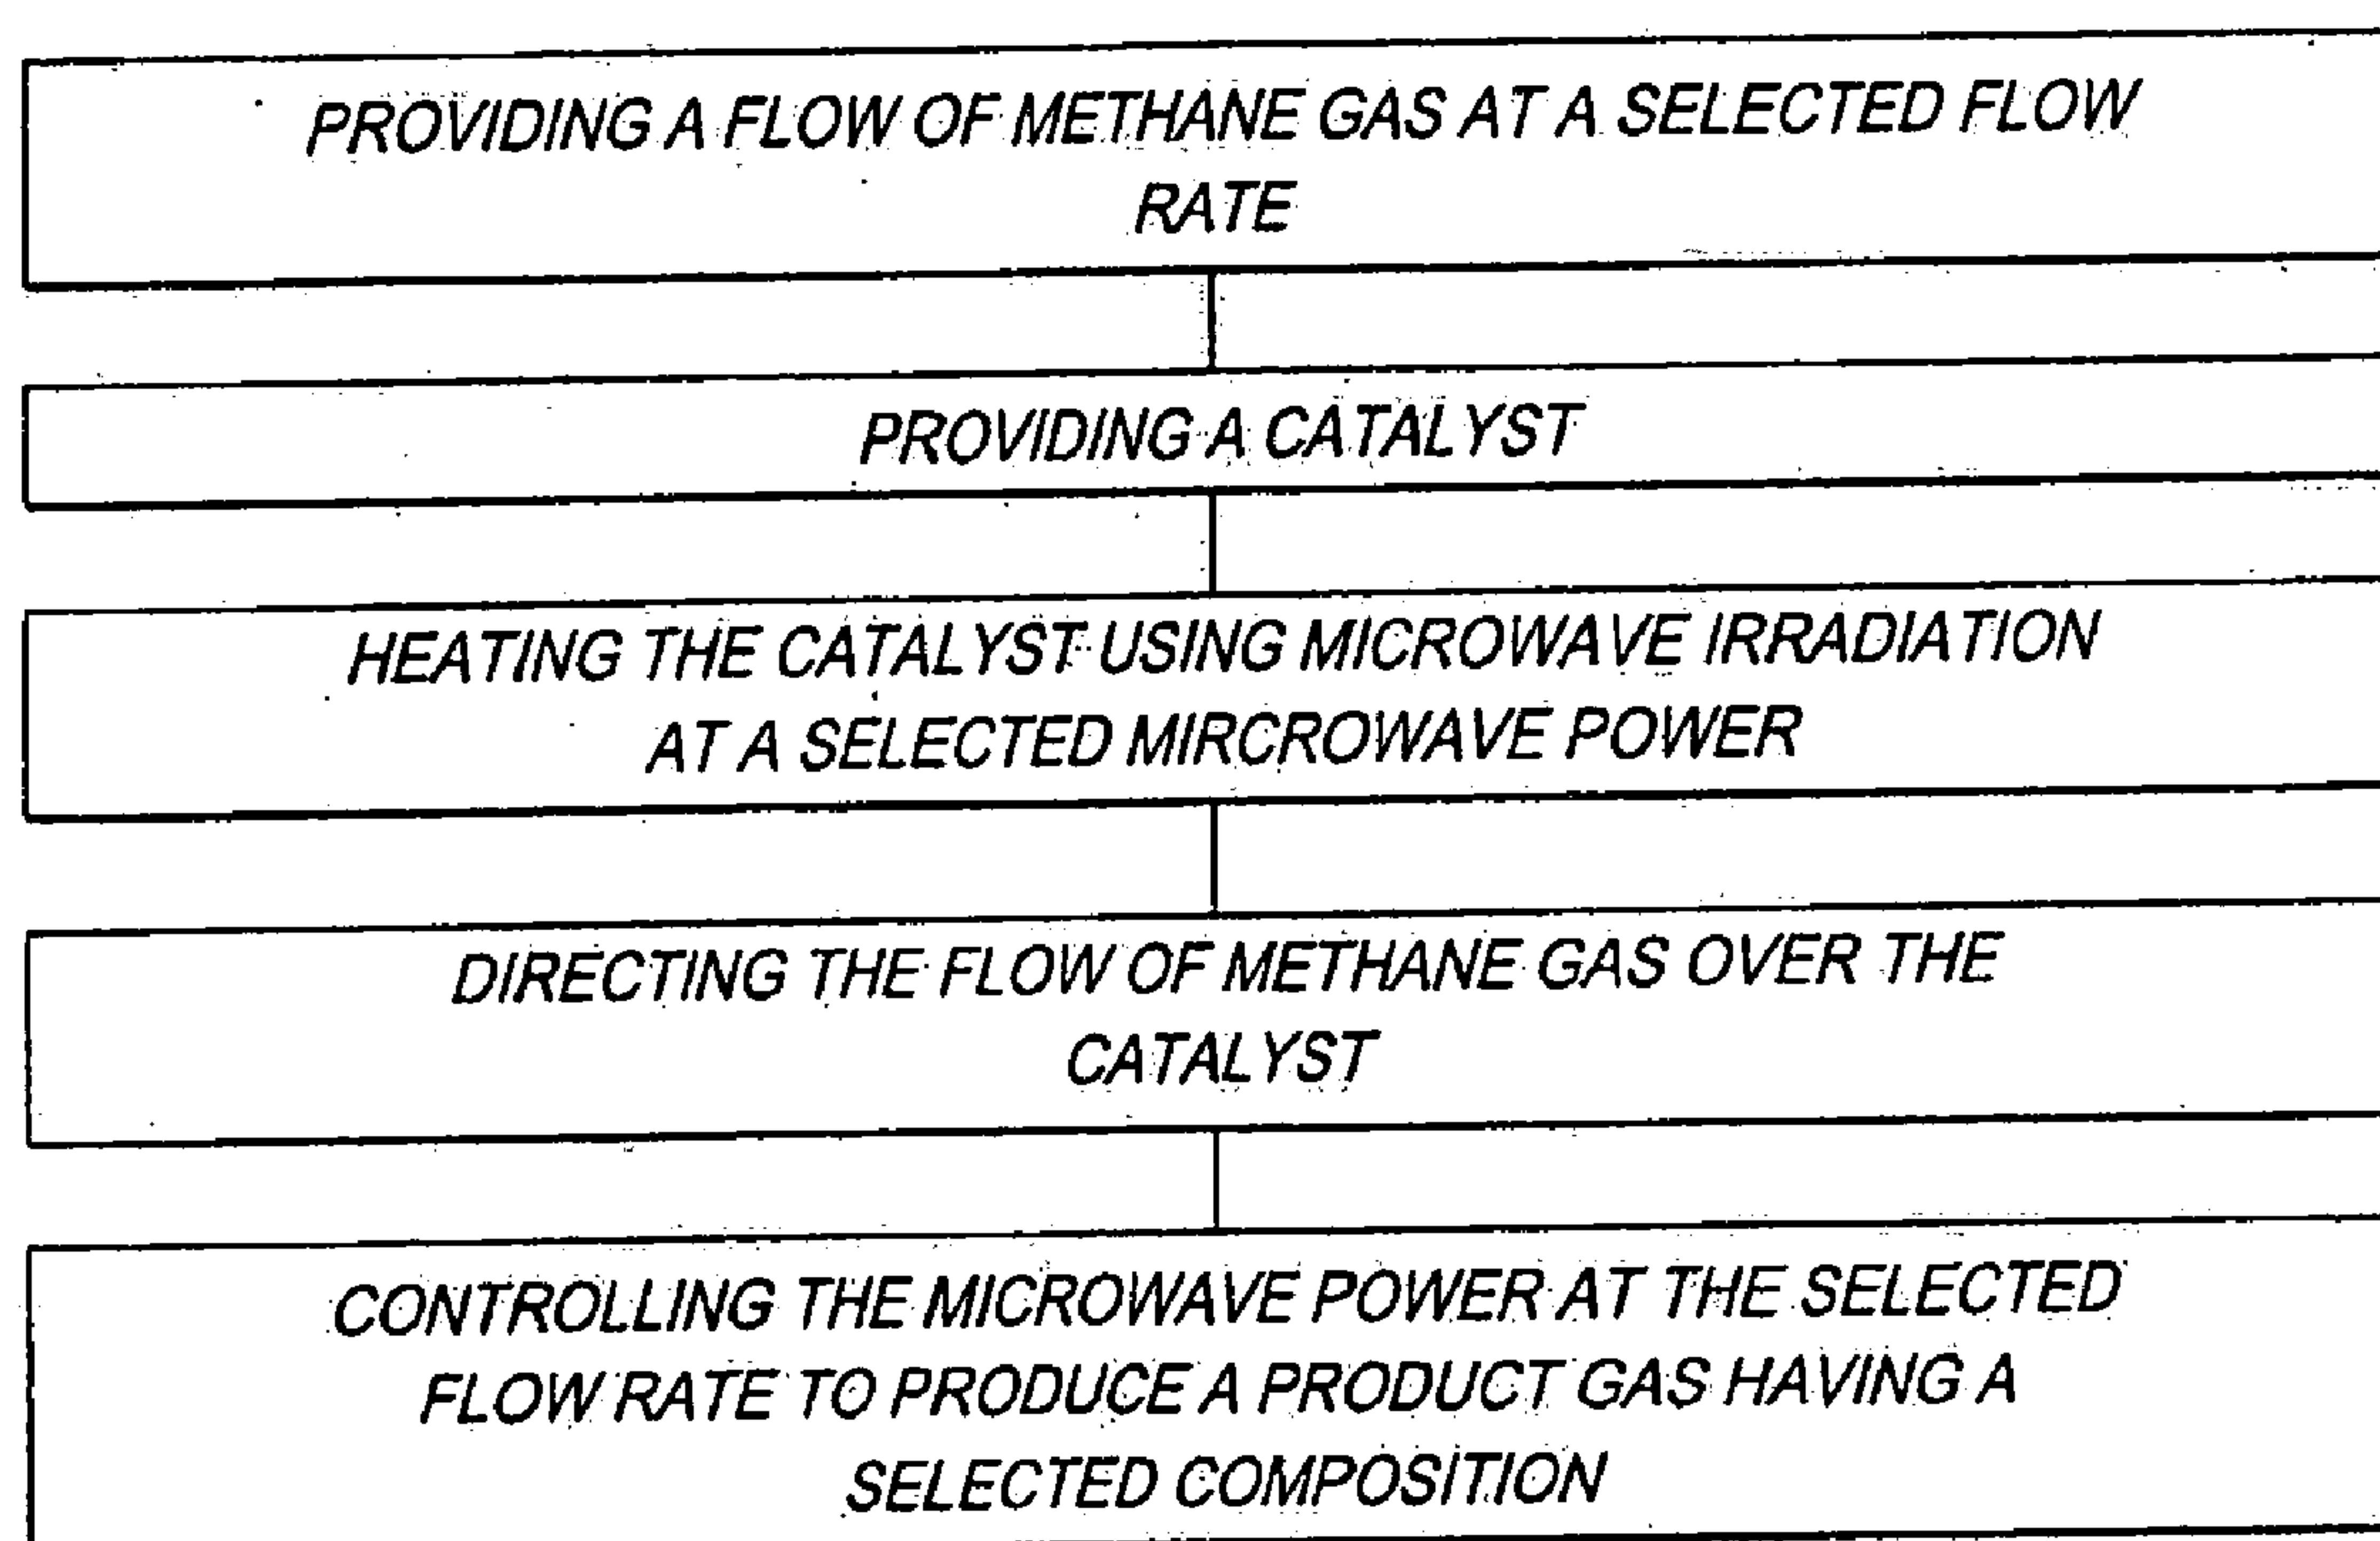 PROVIDING A FLOW OF METHANE GAS AT A SELECTED FLOW
RATE
PROVIDING A CATALYST
HEATING THE CATALYST USING MICROWAVE IRRADIATION
AT A SELECTED MIRCROWAVE POWER
DIRECTING THE FLOW OF METHANE GAS OVER THE
CATALYST
CONTROLLING THE MICROWAVE POWER AT THE SELECTED
FLOW RATE TO PRODUCE A PRODUCT GAS HAVING A
SELECTED COMPOSITION